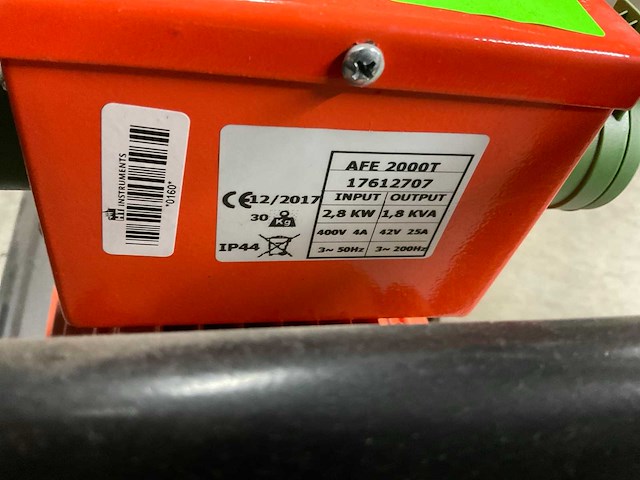 INSTRUMENTS
*0160*
CE 12/2017
30 Kg
IP44
AFE 2000T
17612707
INPUT OUTPUT
2,8 KW 1,8 KVA
400V 4A 42V 25A
3~ 50Hz 3~ 200Hz